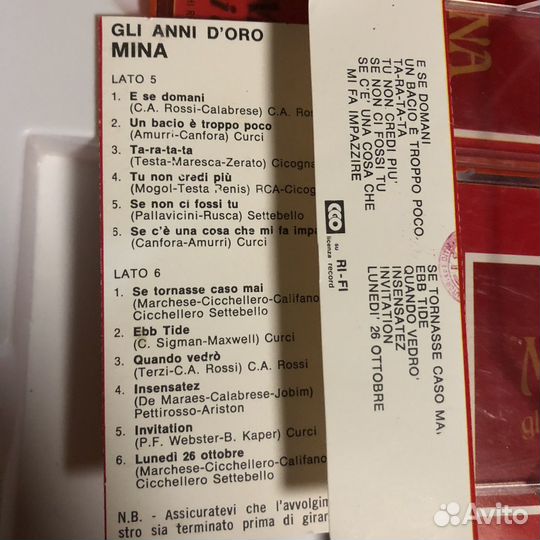 GLI ANNI D'ORO
MINA
LATO 5
1. E se domani
(C.A. Rossi-Calabrese) C.A. Ros
2. Un bacio è troppo poco
(Amurri-Canfora) Curci
3. Ta-ra-ta-ta
(Testa-Maresca-Zerato) Cicogna
4. Tu non credi più
(Mogol-Testa Renis) RCA-Cicog
5. Se non ci fossi tu
(Pallavicini-Rusca) Settebello
6. Se c'è una cosa che mi fa impa
(Canfora-Amurri) Curci
LATO 6
1. Se tornasse caso mai
(Marchese-Cicchellero-Califano
Cicchellero Settebello
2. Ebb Tide
(C. Sigman-Maxwell) Curci
3. Quando vedrò
(Terzi-C.A. Rossi) C.A. Rossi
4. Insensatez
(De Maraes-Calabrese-Jobim)
Pettirosso-Ariston
5. Invitation
(P.F. Webster-B. Kaper) Curci
6. Lunedì 26 ottobre
(Marchese-Cicchellero-Califano
Cicchellero Settebello
N.B. - Assicuratevi che l'avvolgim
stro sia terminato prima di girar
E SE DOMANI
UN BACIO È TROPPO POCO,
TA-RA-TA-TA
TU NON CREDI PIU'
SE NON CI FOSSI TU
SE C'E' UNA COSA CHE
MI FA IMPAZZIRE
SE TORNASSE CASO MAI,
EBB TIDE
QUANDO VEDRO'
INSENSATEZ
INVITATION
LUNEDI' 26 OTTOBRE
su RI-FI
licenza record
NA
M
gl
Avito